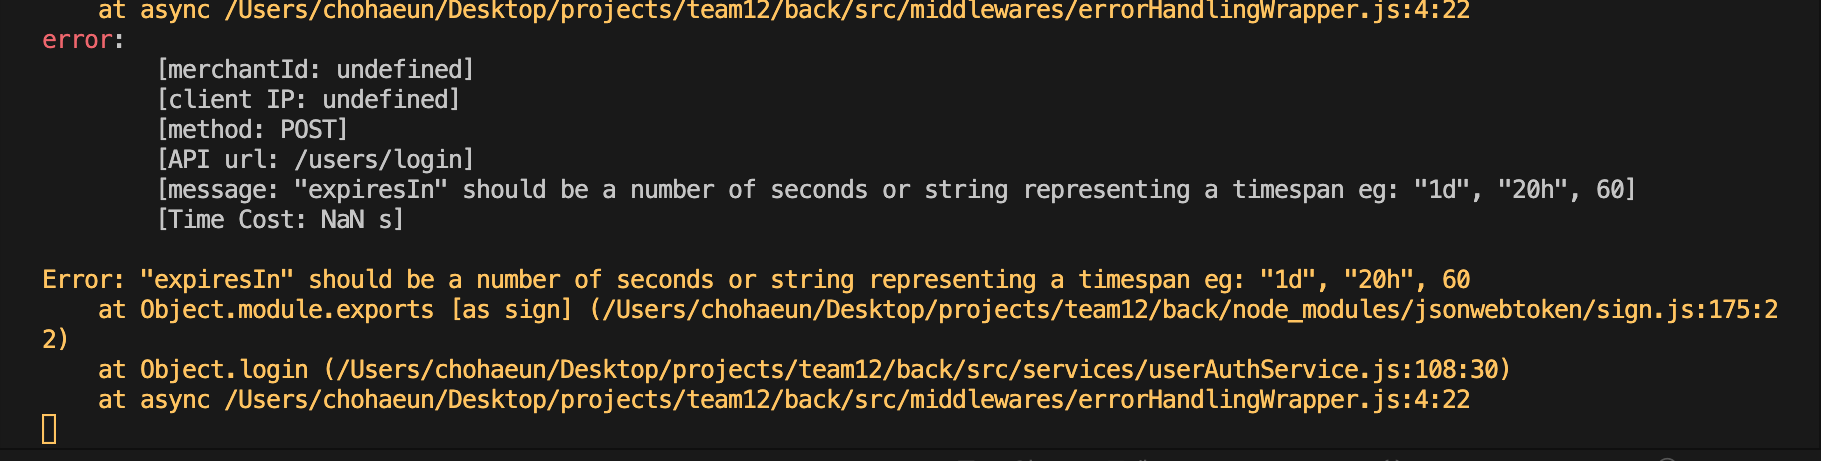 at async /Users/chohaeun/Desktop/projects/team12/back/src/middlewares/errorHandlingWrapper.js:4:22
error:
[merchantId: undefined]
[client IP: undefined]
[method: POST]
[API url: /users/login]
[message: "expiresIn" should be a number of seconds or string representing a timespan eg: "1d", "20h", 60]
[Time Cost: NaN s]
Error: "expiresIn" should be a number of seconds or string representing a timespan eg: "1d", "20h", 60
at Object.module.exports [as sign] (/Users/chohaeun/Desktop/projects/team12/back/node_modules/jsonwebtoken/sign.js:175:2
2)
at Object.login (/Users/chohaeun/Desktop/projects/team12/back/src/services/userAuthService.js:108:30)
at async /Users/chohaeun/Desktop/projects/team12/back/src/middlewares/errorHandlingWrapper.js:4:22